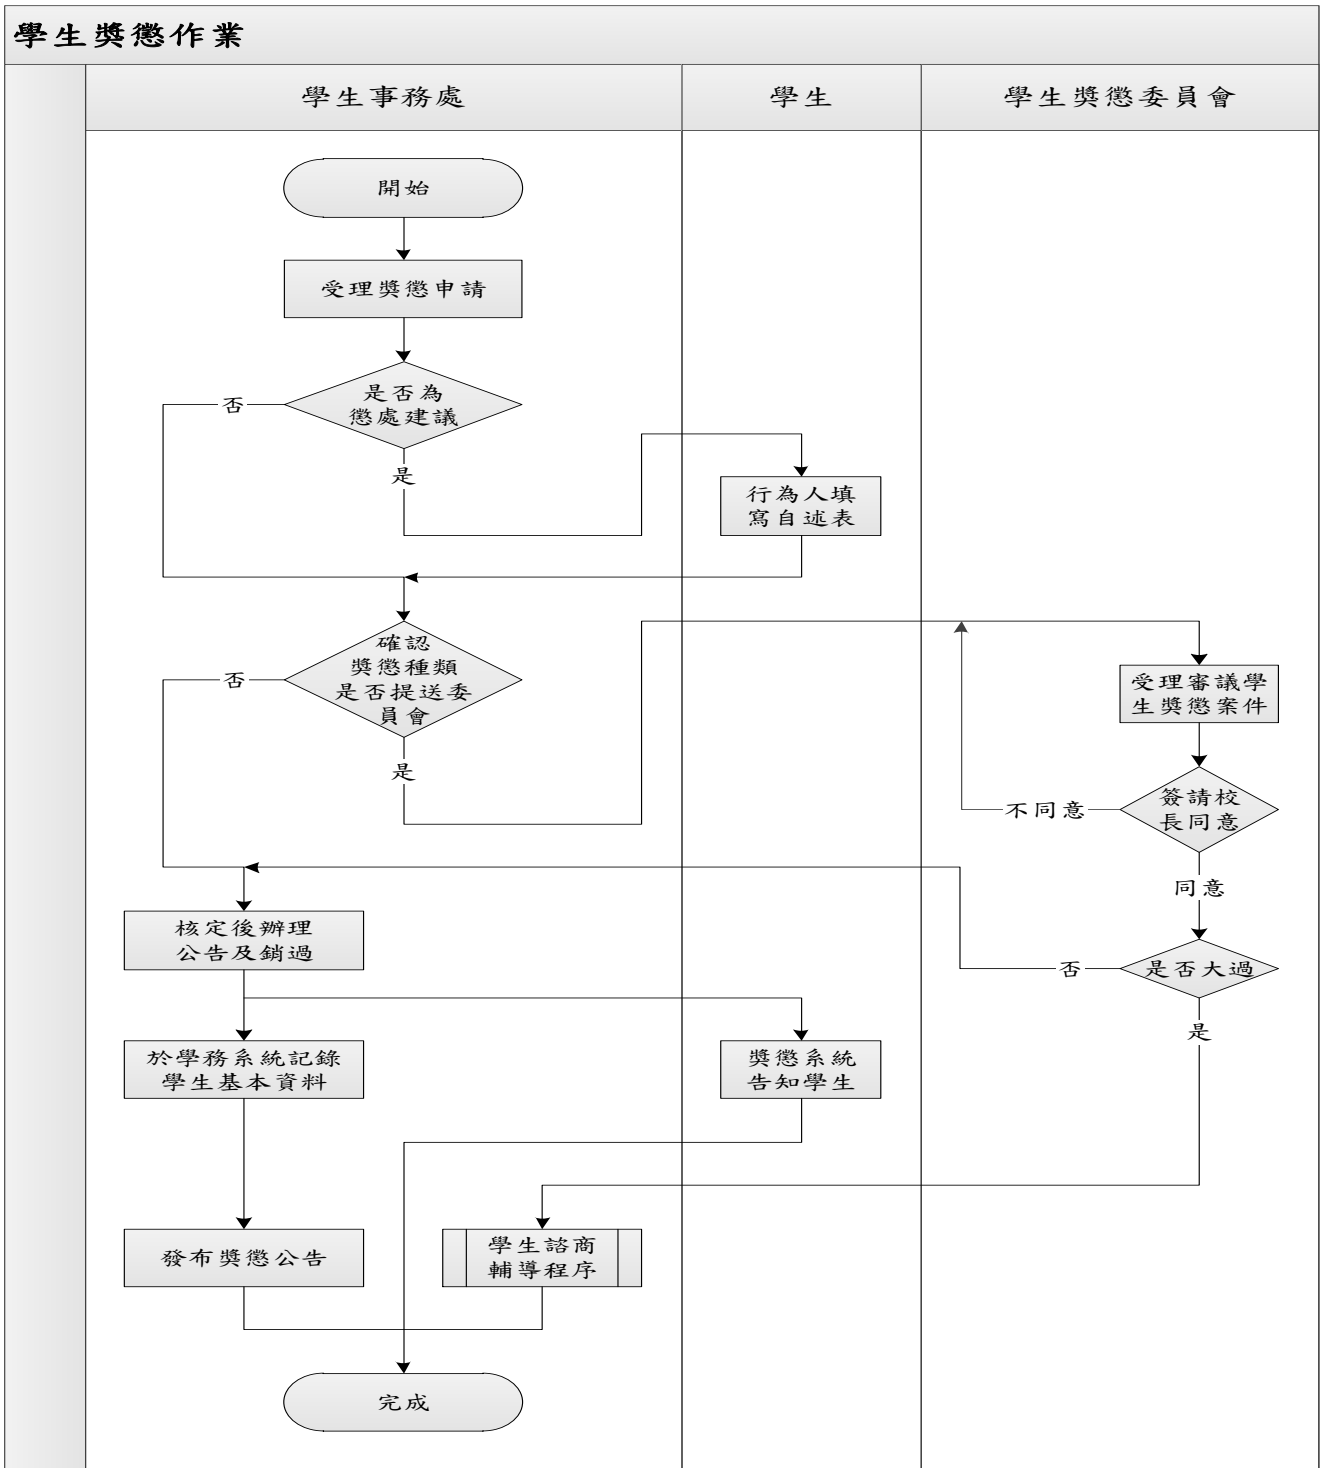 學生獎懲作業
學生事務處
學生
學生獎懲委員會
開始
受理獎懲申請
是否為
懲處建議
否
是
行為人填
寫自述表
確認
獎懲種類
是否提送委
員會
否
是
受理審議學
生獎懲案件
簽請校
長同意
不同意
同意
核定後辦理
公告及銷過
是否大過
否
是
於學務系統記錄
學生基本資料
獎懲系統
告知學生
發布獎懲公告
學生諮商
輔導程序
完成